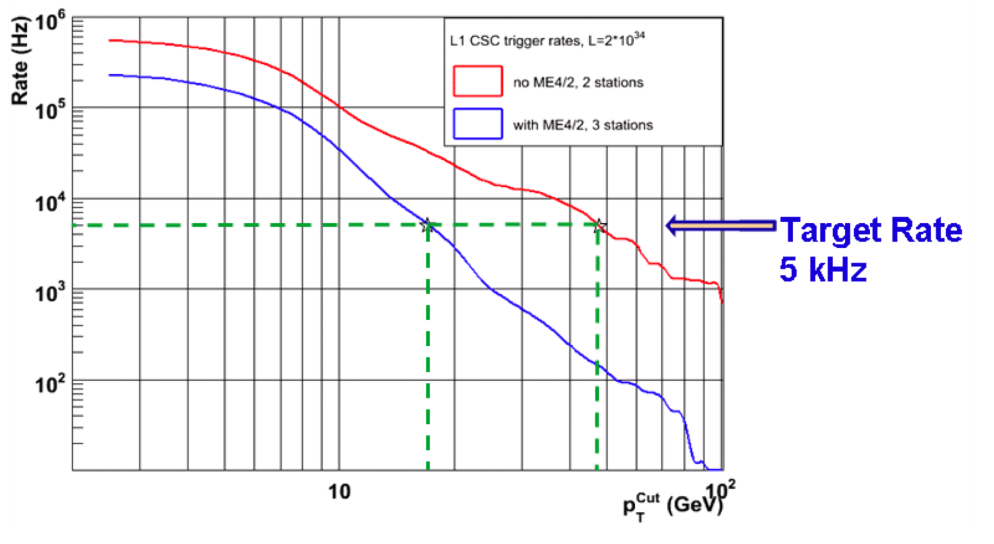 Rate (Hz)
10^6
10^5
10^4
10^3
10^2
L1 CSC trigger rates, L=2*10^34
no ME4/2, 2 stations
with ME4/2, 3 stations
Target Rate
5 kHz
10
10^2
p_T^Cut (GeV)